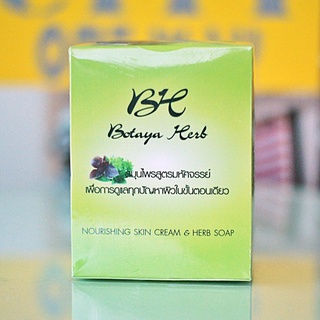 BH
Botaya Herb
สมุนไพรสูตรมหัศจรรย์
เพื่อการดูแลทุกปัญหาผิวในขั้นตอนเดียว
NOURISHING SKIN CREAM & HERB SOAP